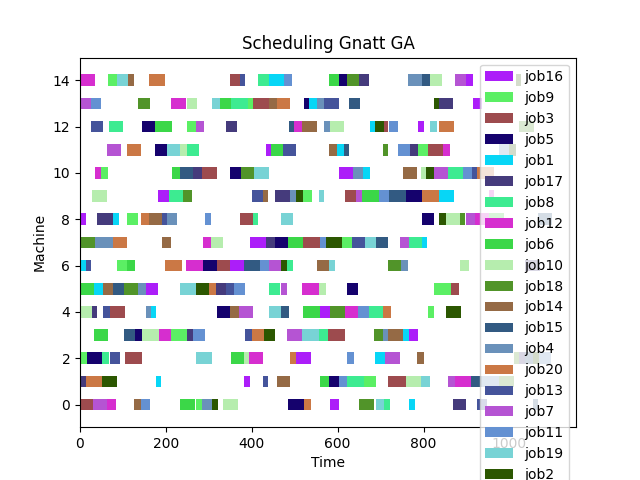 Scheduling Gnatt GA
Machine
14
12
10
8
6
4
2
0
0 200 400 600 800 1000
Time
job16
job9
job3
job5
job1
job17
job8
job12
job6
job10
job18
job14
job15
job4
job20
job13
job7
job11
job19
job2